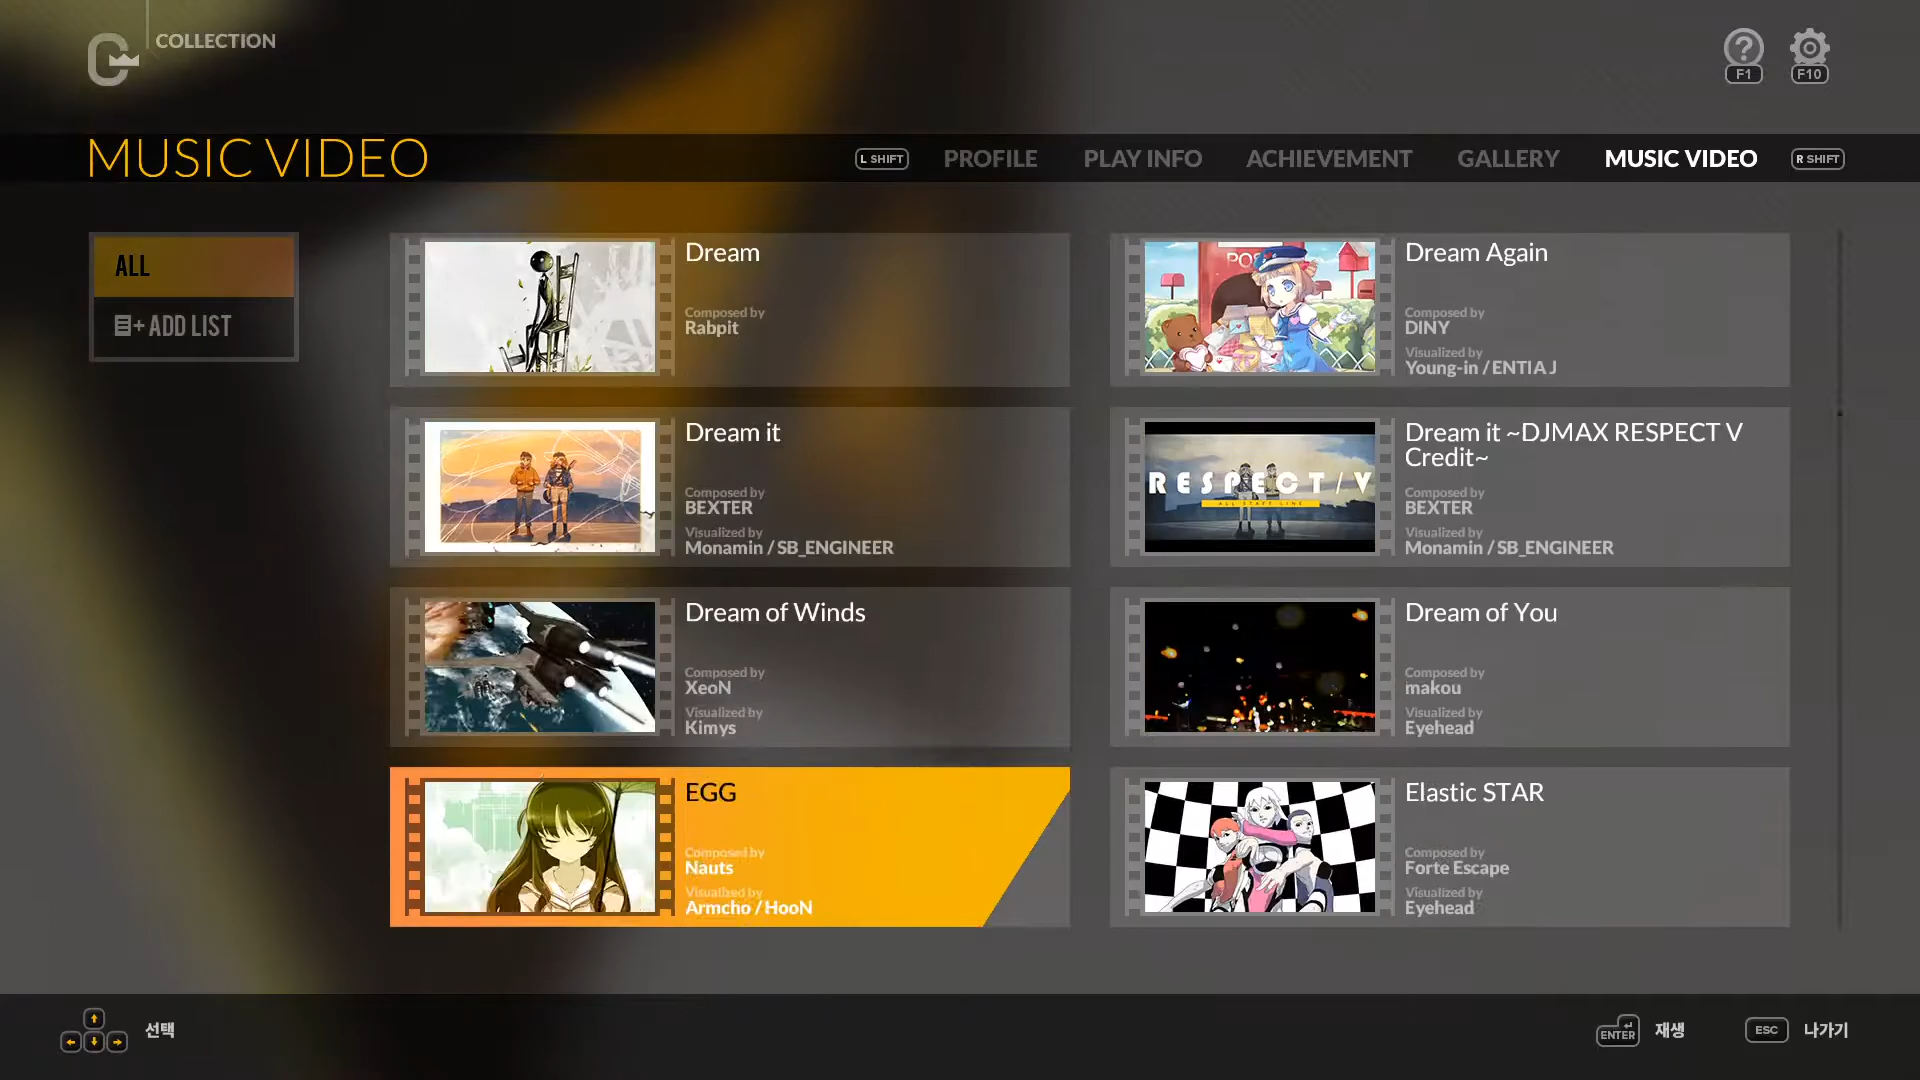 COLLECTION
F1
F10
MUSIC VIDEO
L SHIFT
PROFILE
PLAY INFO
ACHIEVEMENT
GALLERY
MUSIC VIDEO
R SHIFT
ALL
+ ADD LIST
Dream
Composed by
Rabpit
Dream Again
Composed by
DINY
Visualized by
Young-in / ENTIA J
Dream it
Composed by
BEXTER
Visualized by
Monamin / SB_ENGINEER
RESPECT/V
ALL STAFF LINE
Dream it ~DJMAX RESPECT V
Credit~
Composed by
BEXTER
Visualized by
Monamin / SB_ENGINEER
Dream of Winds
Composed by
XeoN
Visualized by
Kimys
Dream of You
Composed by
makou
Visualized by
Eyehead
EGG
Composed by
Nauts
Visualized by
Armcho / HooN
Elastic STAR
Composed by
Forte Escape
Visualized by
Eyehead
선택
ENTER
재생
ESC
나가기